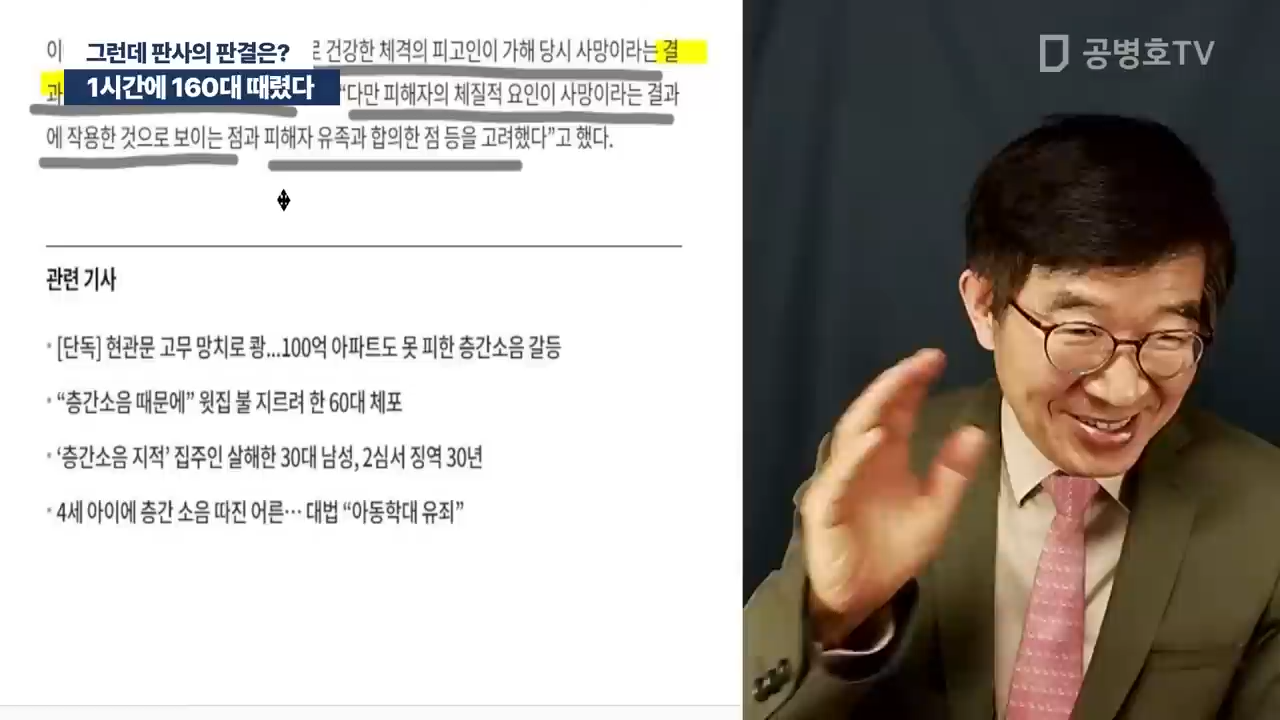 그런데 판사의 판결은?
1시간에 160대 때렸다
공병호TV
이 로 건강한 체격의 피고인이 가해 당시 사망이라는 결
과 “다만 피해자의 체질적 요인이 사망이라는 결과
에 작용한 것으로 보이는 점과 피해자 유족과 합의한 점 등을 고려했다”고 했다.
관련 기사
· [단독] 현관문 고무 망치로 쾅...100억 아파트도 못 피한 층간소음 갈등
· “층간소음 때문에” 윗집 불 지르려 한 60대 체포
· ‘층간소음 지적’ 집주인 살해한 30대 남성, 2심서 징역 30년
· 4세 아이에 층간 소음 따진 어른… 대법 “아동학대 유죄”